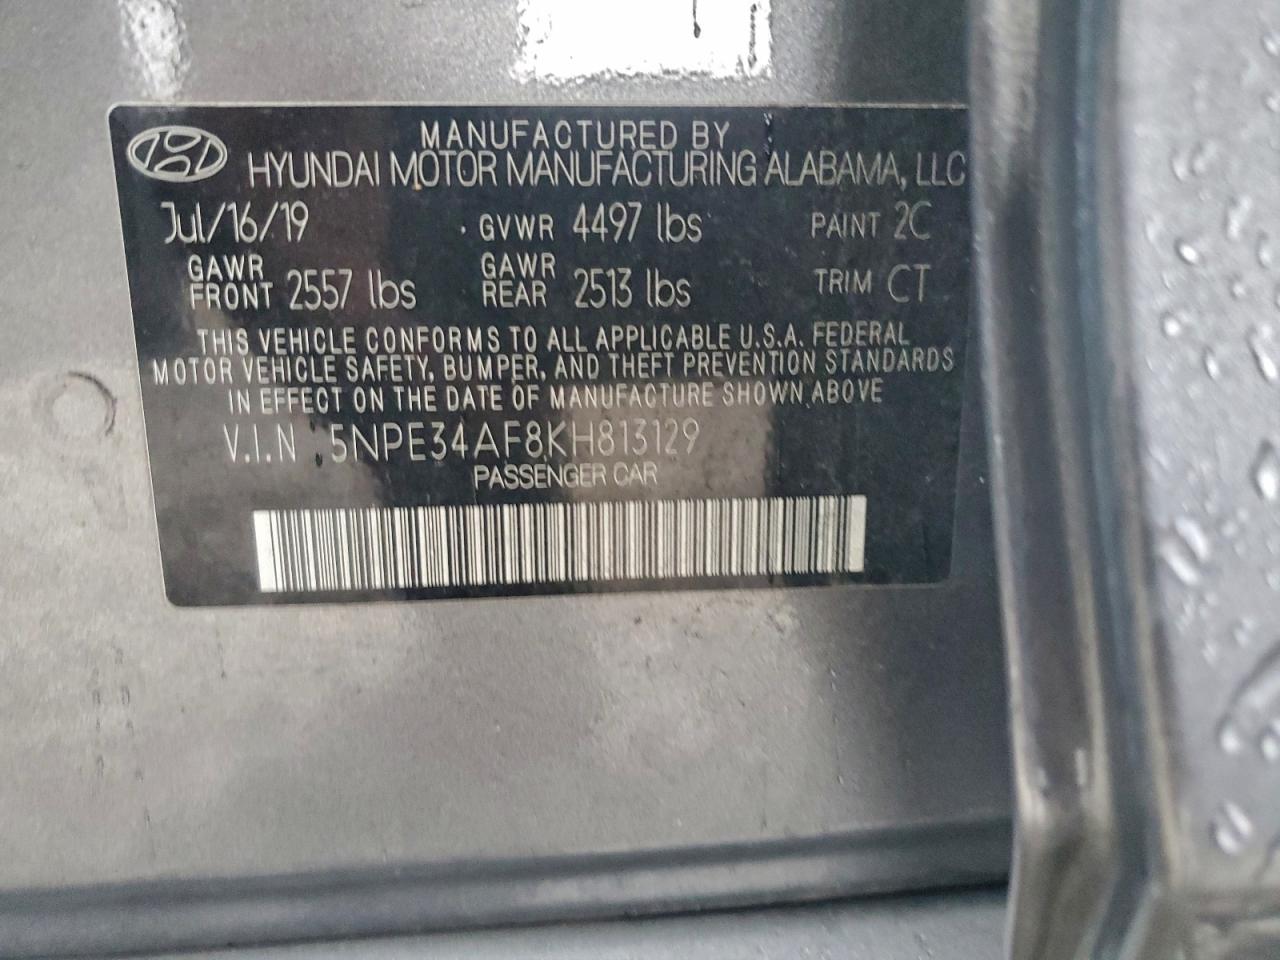 MANUFACTURED BY
HYUNDAI MOTOR MANUFACTURING ALABAMA, LLC
Jul/16/19 GVWR 4497 lbs PAINT 2C
GAWR FRONT 2557 lbs GAWR REAR 2513 lbs TRIM CT
THIS VEHICLE CONFORMS TO ALL APPLICABLE U.S.A. FEDERAL
MOTOR VEHICLE SAFETY, BUMPER, AND THEFT PREVENTION STANDARDS
IN EFFECT ON THE DATE OF MANUFACTURE SHOWN ABOVE
V.I.N 5NPE34AF8KH813129
PASSENGER CAR